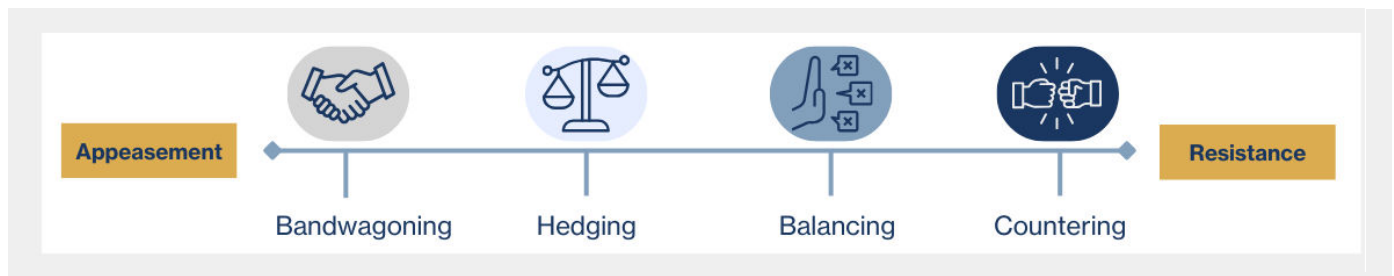 Appeasement
Resistance
Bandwagoning
Hedging
Balancing
Countering